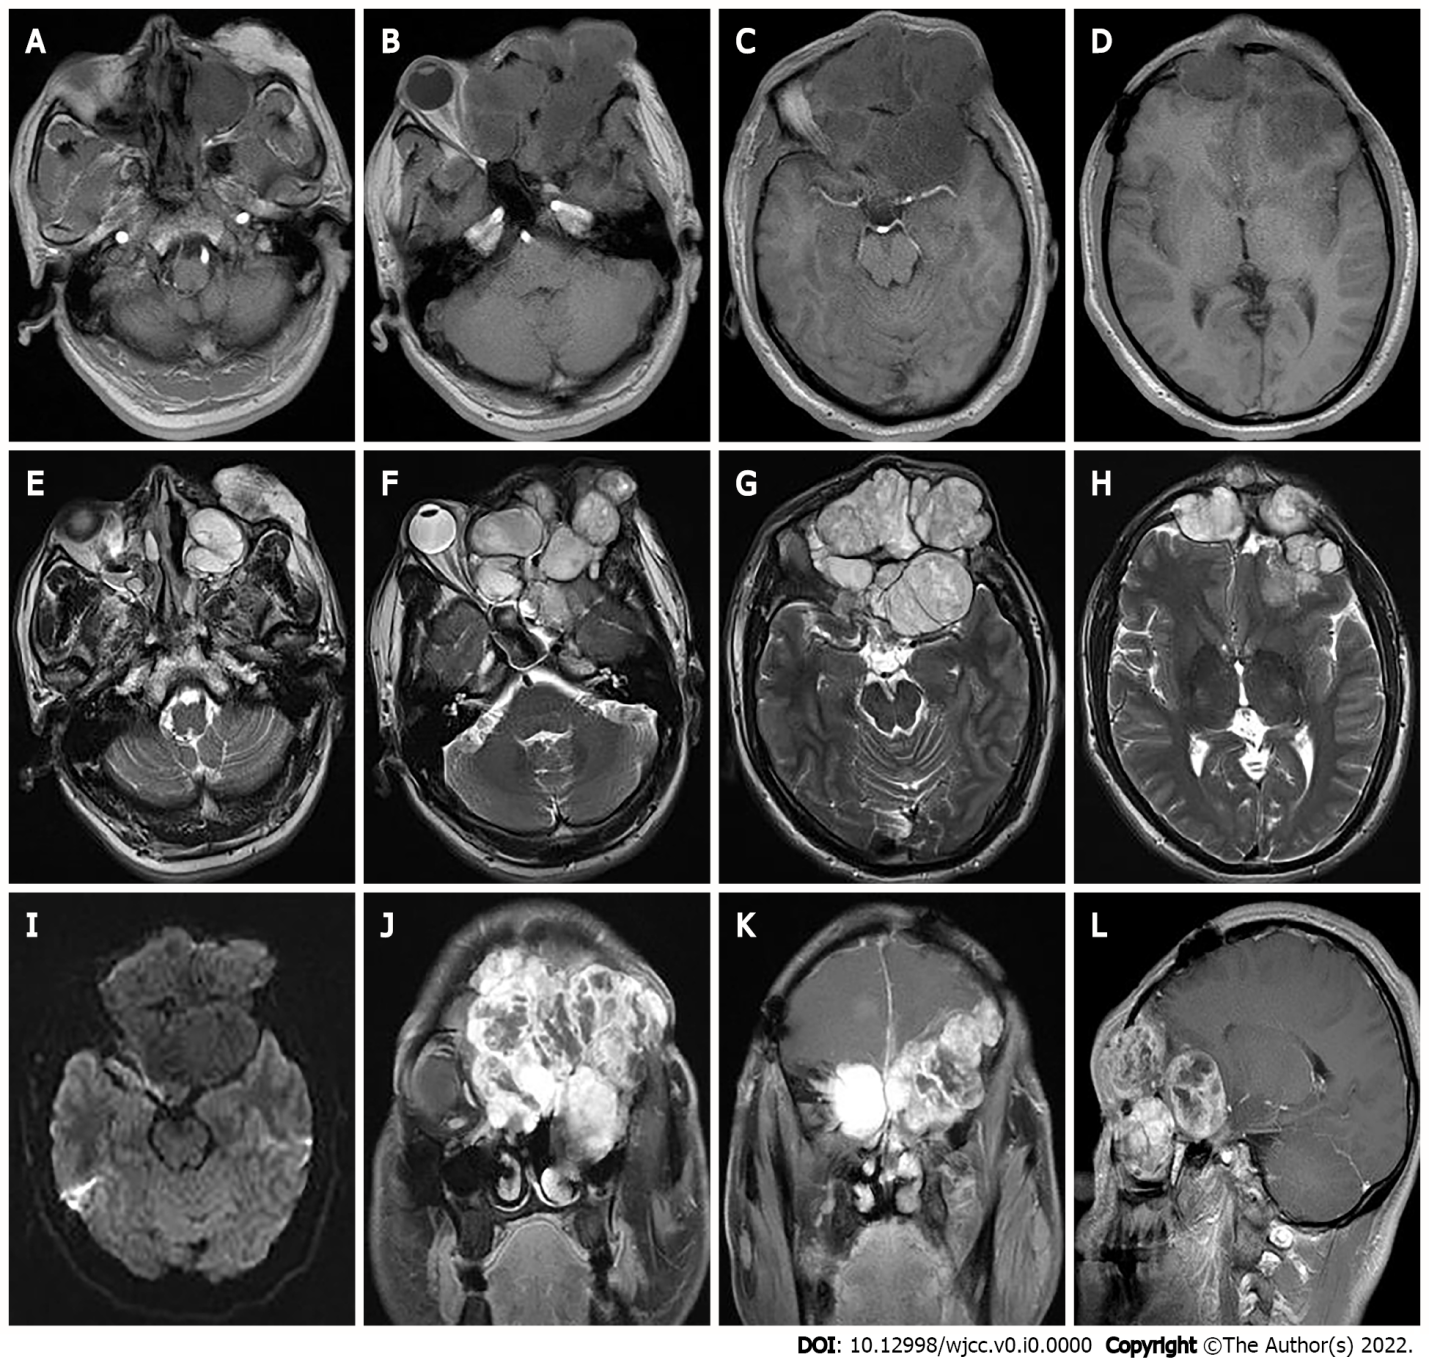 A
B
C
D
E
F
G
H
I
J
K
L
DOI: 10.12998/wjcc.v0.i0.0000 Copyright ©The Author(s) 2022.